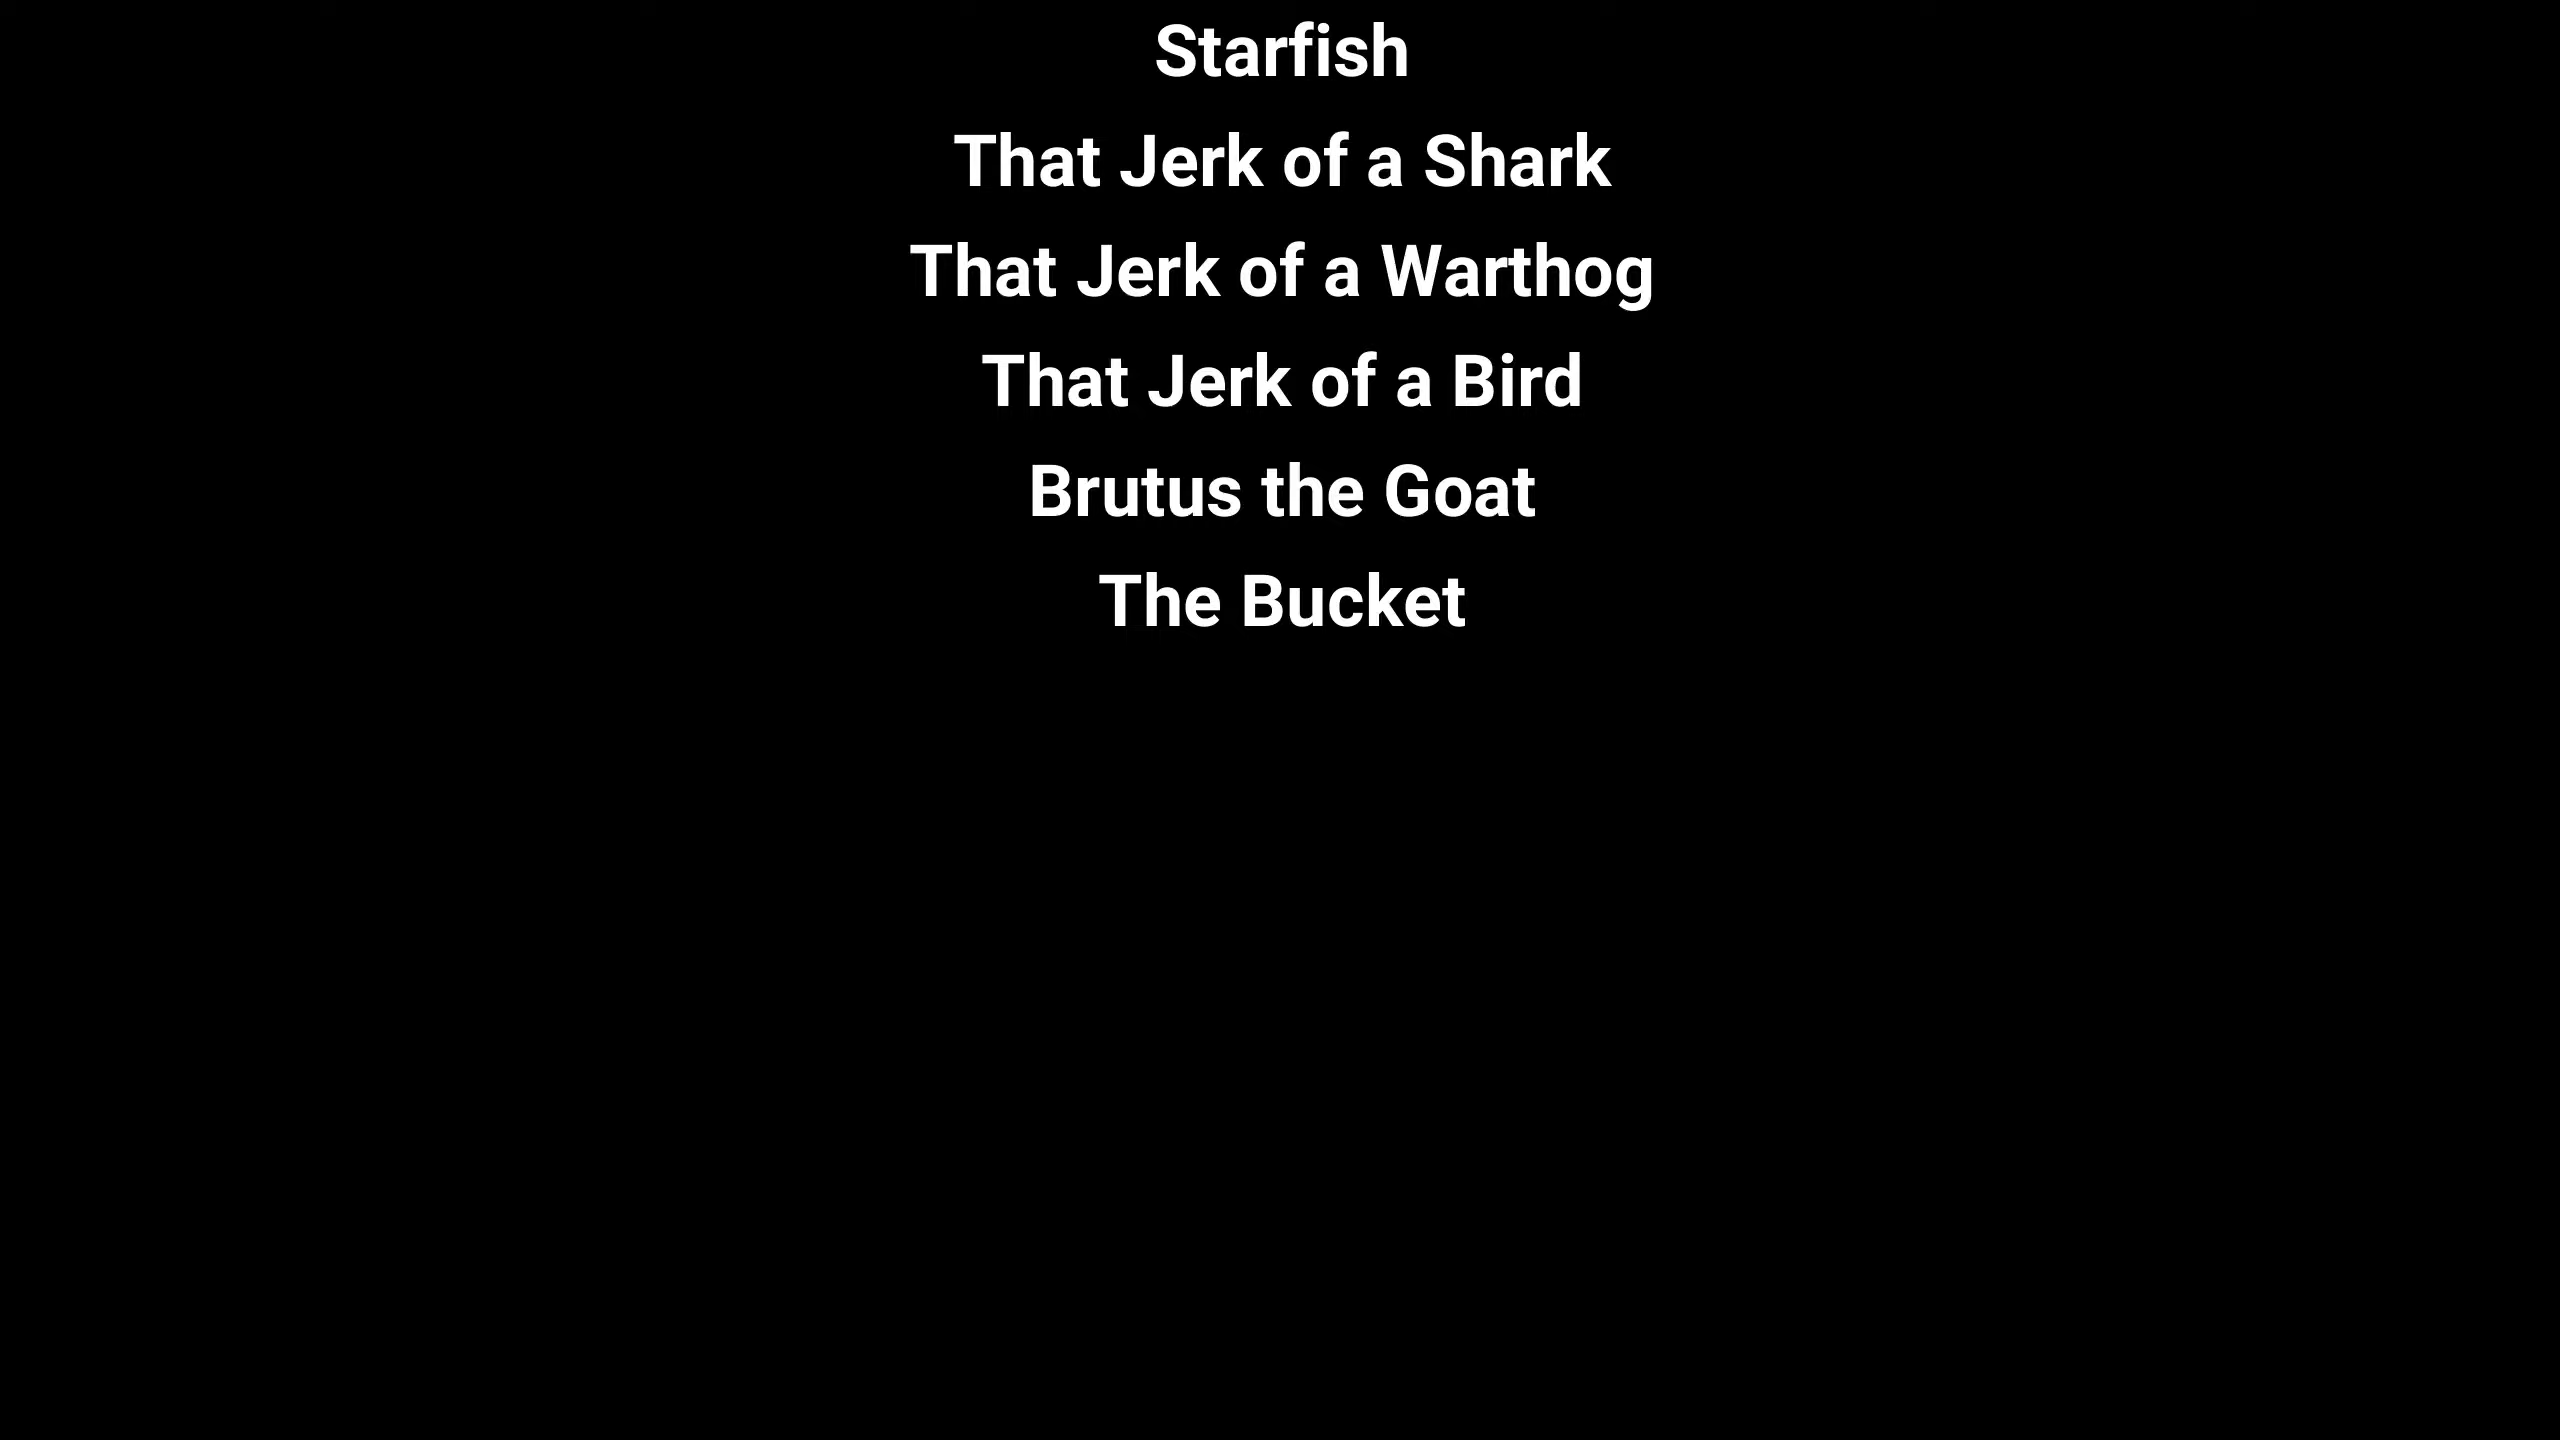 Starfish
That Jerk of a Shark
That Jerk of a Warthog
That Jerk of a Bird
Brutus the Goat
The Bucket